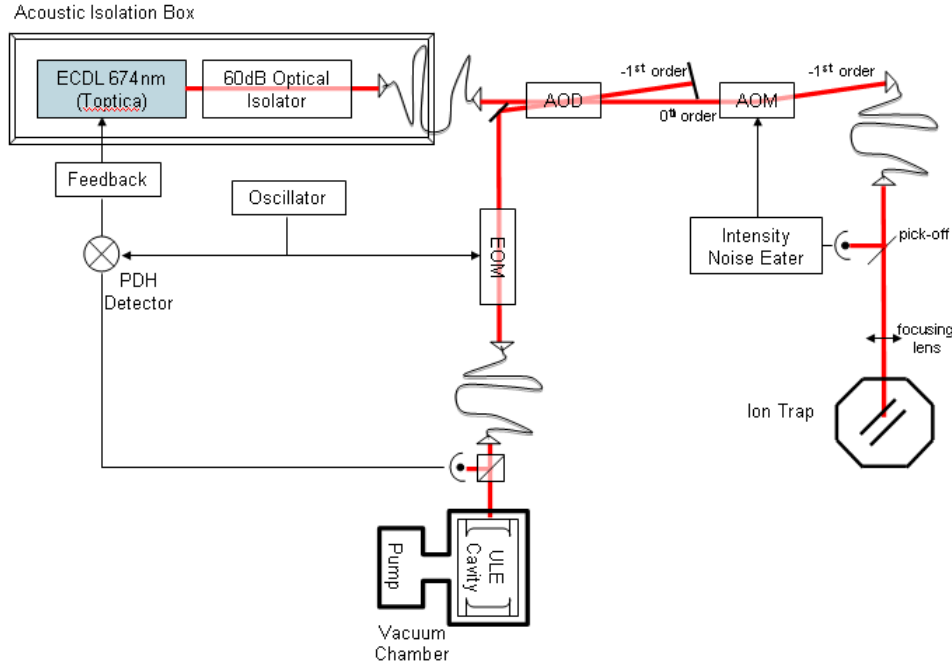 Acoustic Isolation Box
ECDL 674nm
(Toptica)
60dB Optical
Isolator
-1st order
AOD
0th order
AOM
-1st order
Feedback
Oscillator
EOM
Intensity
Noise Eater
pick-off
PDH
Detector
focusing
lens
Ion Trap
ULE
Cavity
Pump
Vacuum
Chamber